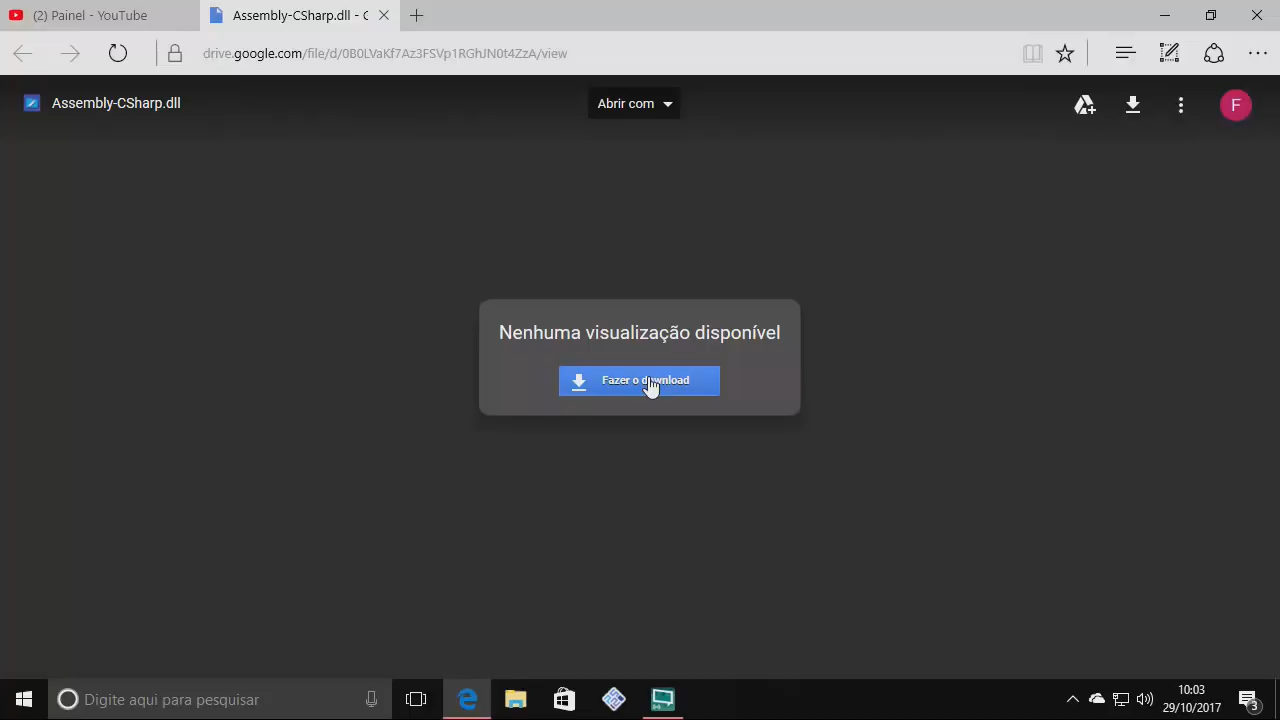 (2) Painel - YouTube
Assembly-CSharp.dll - G
drive.google.com/file/d/0B0LVaKf7Az3FSVp1RGhJN0t4ZzA/view
Assembly-CSharp.dll
Abrir com
F
Nenhuma visualização disponível
Fazer o download
Digite aqui para pesquisar
10:03
29/10/2017
3